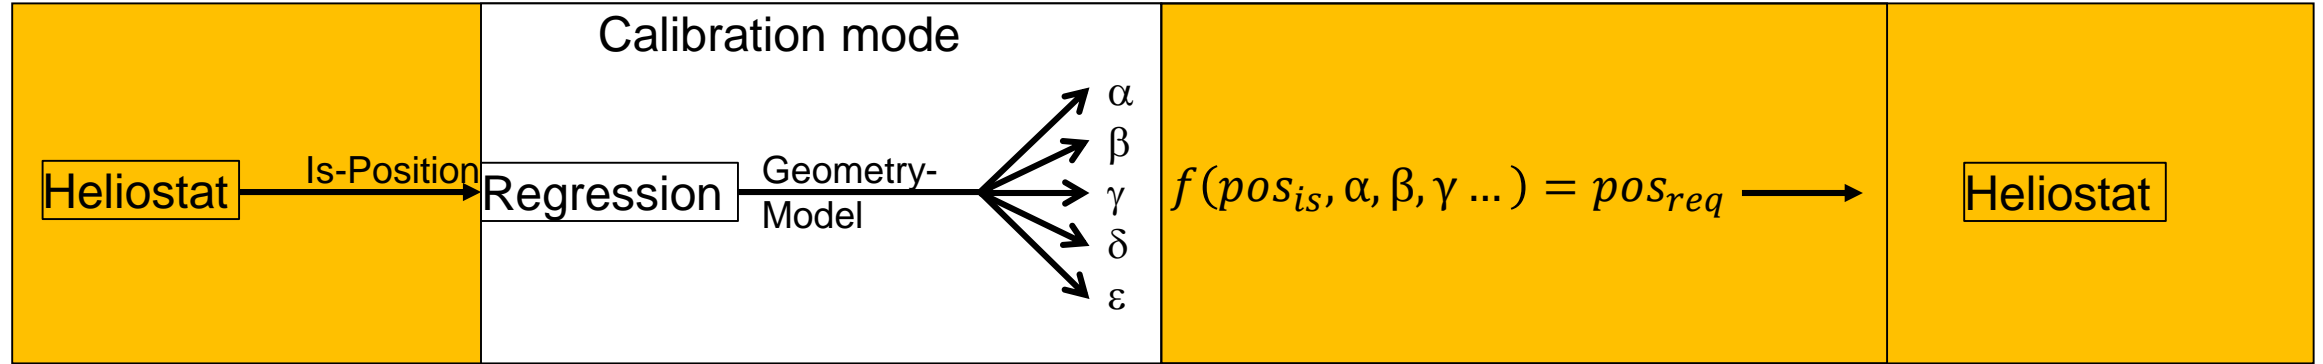 Calibration mode
Heliostat
Is-Position
Regression
Geometry-
Model
α
β
γ
δ
ε
f(pos_is, α, β, γ … ) = pos_req
Heliostat